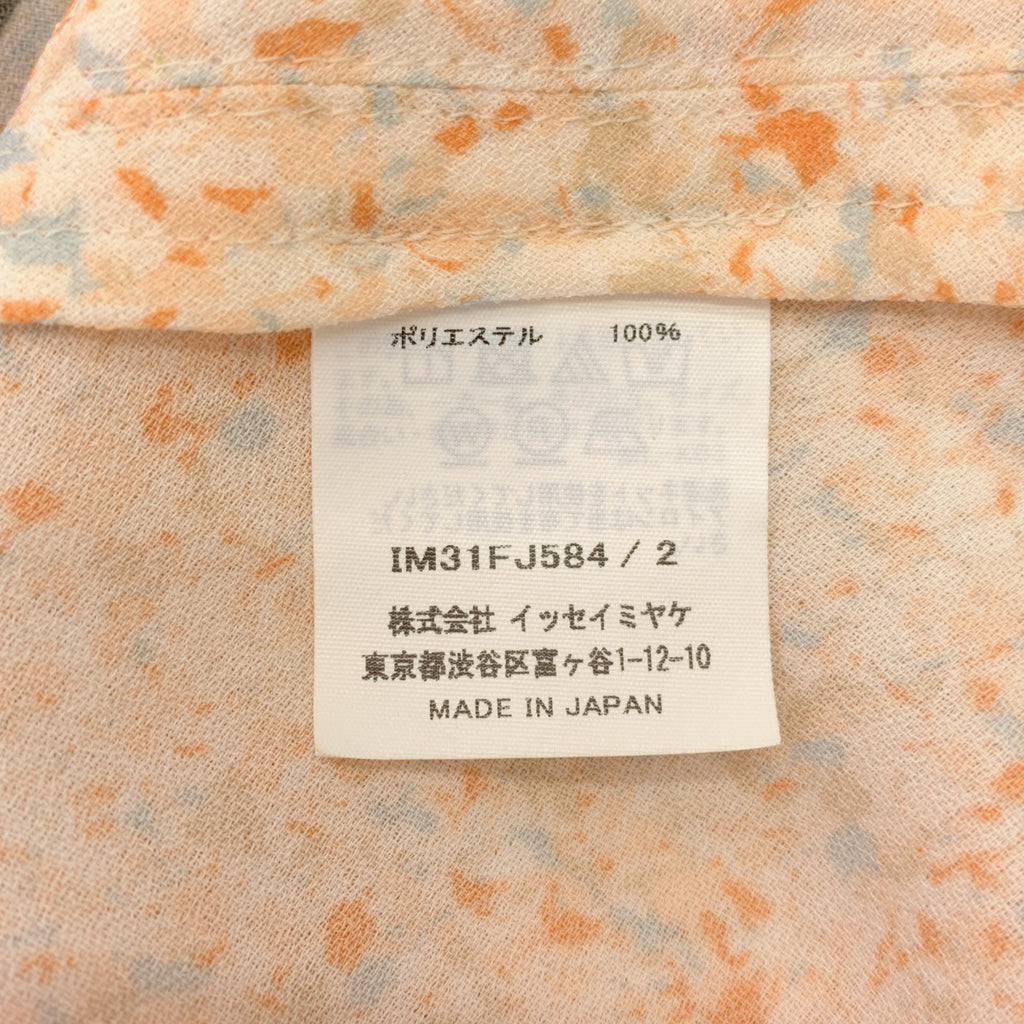 ポリエステル 100%
IM31FJ584 / 2
株式会社 イッセイミヤケ
東京都渋谷区富ヶ谷1-12-10
MADE IN JAPAN